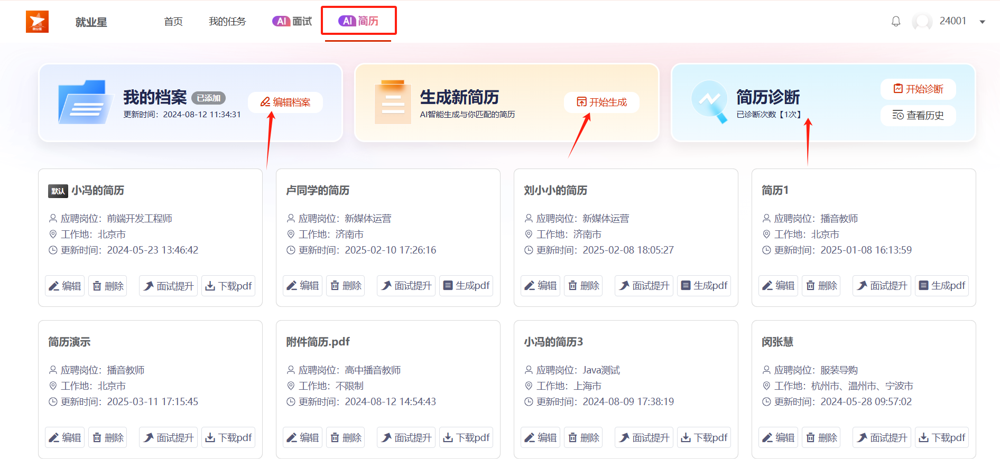 就业星
就业星
首页
我的任务
AI 面试
AI 简历
24001
我的档案 已添加
更新时间：2024-08-12 11:34:31
编辑档案
生成新简历
AI智能生成与你匹配的简历
开始生成
简历诊断
已诊断次数【1次】
开始诊断
查看历史
默认 小冯的简历
应聘岗位：前端开发工程师
工作地：北京市
更新时间：2024-05-23 13:46:42
编辑 删除 面试提升 下载pdf
卢同学的简历
应聘岗位：新媒体运营
工作地：济南市
更新时间：2025-02-10 17:26:16
编辑 删除 面试提升 生成pdf
刘小小的简历
应聘岗位：新媒体运营
工作地：济南市
更新时间：2025-02-08 18:05:27
编辑 删除 面试提升 生成pdf
简历1
应聘岗位：播音教师
工作地：北京市
更新时间：2025-01-08 16:13:59
编辑 删除 面试提升 生成pdf
简历演示
应聘岗位：播音教师
工作地：北京市
更新时间：2025-03-11 17:15:45
编辑 删除 面试提升 下载pdf
附件简历.pdf
应聘岗位：高中播音教师
工作地：不限制
更新时间：2024-08-12 14:54:43
编辑 删除 面试提升 下载pdf
小冯的简历3
应聘岗位：Java测试
工作地：上海市
更新时间：2024-08-09 17:38:19
编辑 删除 面试提升 下载pdf
闵张慧
应聘岗位：服装导购
工作地：杭州市、温州市、宁波市
更新时间：2024-05-28 09:57:02
编辑 删除 面试提升 下载pdf